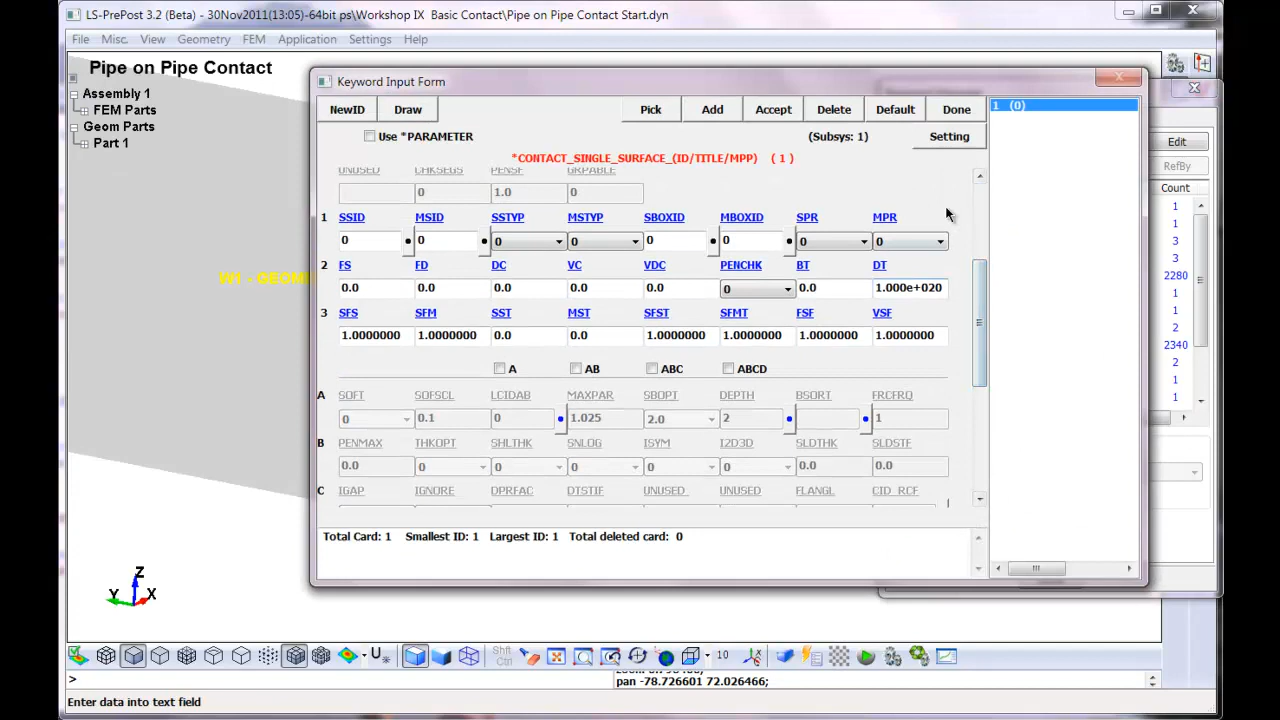 LS-PrePost 3.2 (Beta) - 30Nov2011(13:05)-64bit ps\Workshop IX  Basic Contact\Pipe on Pipe Contact Start.dyn
File Misc. View Geometry FEM Application Settings Help
Pipe on Pipe Contact
Assembly 1
FEM Parts
Geom Parts
Part 1
Keyword Input Form
NewID Draw Pick Add Accept Delete Default Done
Use *PARAMETER (Subsys: 1) Setting
*CONTACT_SINGLE_SURFACE_(ID/TITLE/MPP) ( 1 )
1 (0)
UNUSED CHKSEGS PENSF GRPABLE
0 1.0 0
1 SSID MSID SSTYP MSTYP SBOXID MBOXID SPR MPR
0 0 0 0 0 0 0 0
2 FS FD DC VC VDC PENCHK BT DT
0.0 0.0 0.0 0.0 0.0 0 0.0 1.000e+020
3 SFS SFM SST MST SFST SFMT FSF VSF
1.0000000 1.0000000 0.0 0.0 1.0000000 1.0000000 1.0000000 1.0000000
A AB ABC ABCD
A SOFT SOFSCL LCIDAB MAXPAR SBOPT DEPTH BSORT FRCFRQ
0 0.1 0 1.025 2.0 2 1
B PENMAX THKOPT SHLTHK SNLOG ISYM I2D3D SLDTHK SLDSTF
0.0 0 0 0 0 0 0.0 0.0
C IGAP IGNORE DPRFAC DTSTIF UNUSED UNUSED FLANGL CID_RCF
Total Card: 1 Smallest ID: 1 Largest ID: 1 Total deleted card: 0
Edit
RefBy
Count
1
1
3
3
2280
1
1
2
2340
2
1
1
Z
Y X
Shft
Ctrl
10
>
pan -78.726601 72.026466;
Enter data into text field